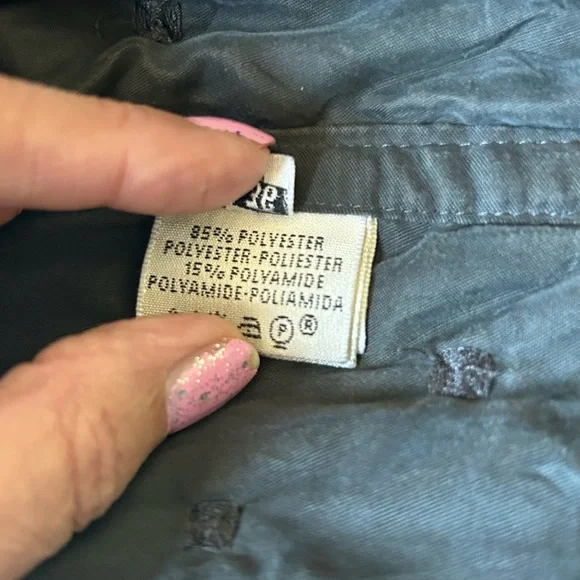 85% POLYESTER
POLYESTER-POLIESTER
15% POLYAMIDE
POLYAMIDE-POLIAMIDA
P ®